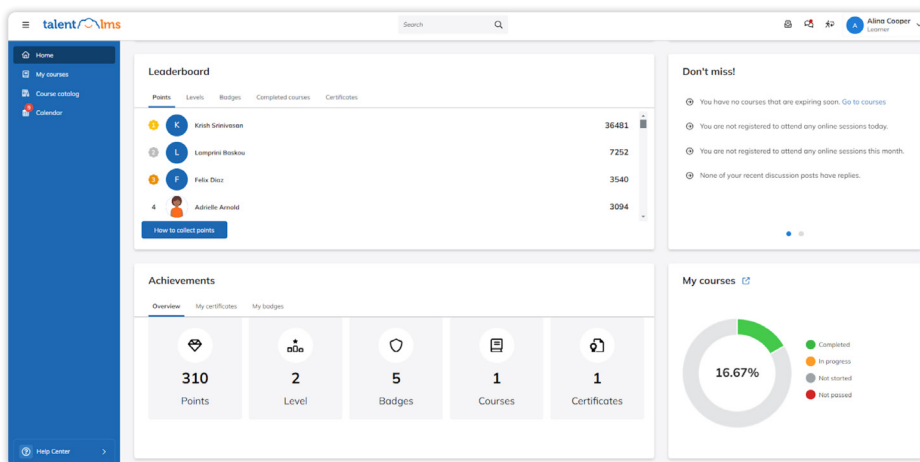 talentlms
Search
A
Alina Cooper
Learner
Home
My courses
Course catalog
Calendar
Help Center
Leaderboard
Points Levels Badges Completed courses Certificates
1 K Krish Srinivasan 36481
2 L Lamprini Boskou 7252
3 F Felix Diaz 3540
4 Adrielle Arnold 3094
How to collect points
Don't miss!
You have no courses that are expiring soon. Go to courses
You are not registered to attend any online sessions today.
You are not registered to attend any online sessions this month.
None of your recent discussion posts have replies.
Achievements
Overview My certificates My badges
310 2 5 1 1
Points Level Badges Courses Certificates
My courses
16.67%
Completed
In progress
Not started
Not passed